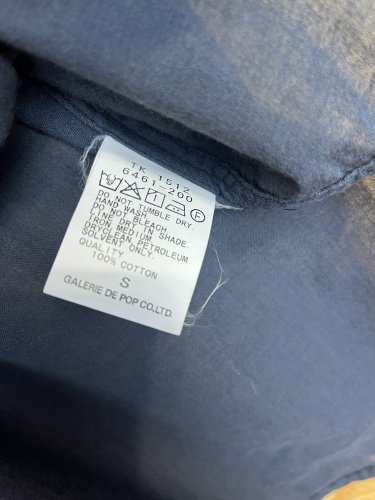 TK 1512
6461-200
F
DO NOT TUMBLE DRY.
HAND WASH.
DO NOT BLEACH.
LINE DRY IN SHADE.
IRON MEDIUM
DRYCLEAN,PETROLEUM
SOLVENT ONLY.
QUALITY
100% COTTON
S
GALERIE DE POP CO.LTD.